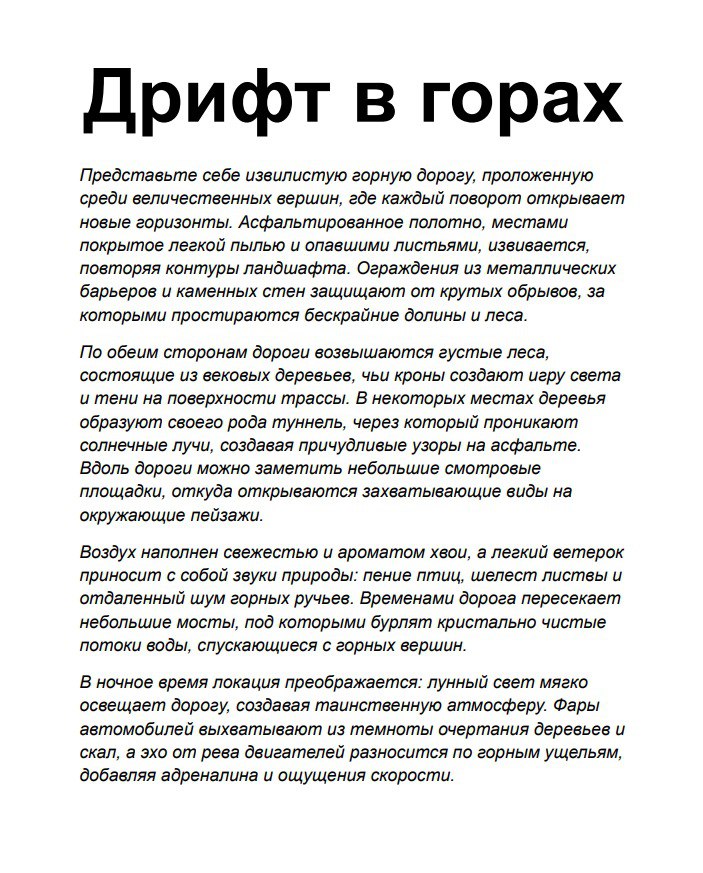 Дрифт в горах
Представьте себе извилистую горную дорогу, проложенную
среди величественных вершин, где каждый поворот открывает
новые горизонты. Асфальтированное полотно, местами
покрытое легкой пылью и опавшими листьями, извивается,
повторяя контуры ландшафта. Ограждения из металлических
барьеров и каменных стен защищают от крутых обрывов, за
которыми простираются бескрайние долины и леса.
По обеим сторонам дороги возвышаются густые леса,
состоящие из вековых деревьев, чьи кроны создают игру света
и тени на поверхности трассы. В некоторых местах деревья
образуют своего рода туннель, через который проникают
солнечные лучи, создавая причудливые узоры на асфальте.
Вдоль дороги можно заметить небольшие смотровые
площадки, откуда открываются захватывающие виды на
окружающие пейзажи.
Воздух наполнен свежестью и ароматом хвои, а легкий ветерок
приносит с собой звуки природы: пение птиц, шелест листвы и
отдаленный шум горных ручьев. Временами дорога пересекает
небольшие мосты, под которыми бурлят кристально чистые
потоки воды, спускающиеся с горных вершин.
В ночное время локация преображается: лунный свет мягко
освещает дорогу, создавая таинственную атмосферу. Фары
автомобилей выхватывают из темноты очертания деревьев и
скал, а эхо от рева двигателей разносится по горным ущельям,
добавляя адреналина и ощущения скорости.